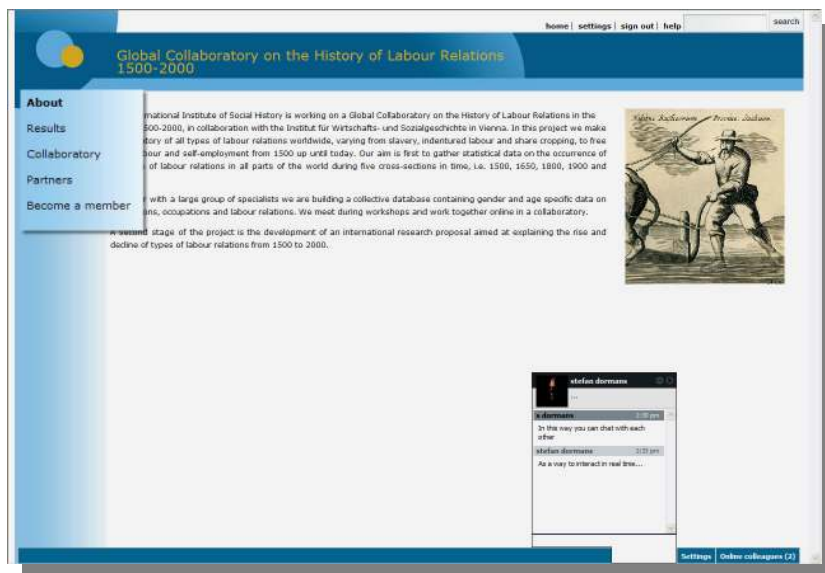 home| settings| sign out| help
search
Global Collaboratory on the History of Labour Relations
1500-2000
About
Results
Collaboratory
Partners
Become a member
national Institute of Social History is working on a Global Collaboratory on the History of Labour Relations in the
500-2000, in collaboration with the Institut für Wirtschafts- und Sozialgeschichte in Vienna. In this project we make
tory of all types of labour relations worldwide, varying from slavery, indentured labour and share cropping, to free
our and self-employment from 1500 up until today. Our aim is first to gather statistical data on the occurrence of
of labour relations in all parts of the world during five cross-sections in time, i.e. 1500, 1650, 1800, 1900 and
with a large group of specialists we are building a collective database containing gender and age specific data on
ons, occupations and labour relations. We meet during workshops and work together online in a collaboratory.
A second stage of the project is the development of an international research proposal aimed at explaining the rise and
decline of types of labour relations from 1500 to 2000.
stefan dormans
...
s dormans
In this way you can chat with each
other
stefan dormans
As a way to interact in real time...
Settings
Online colleagues (2)